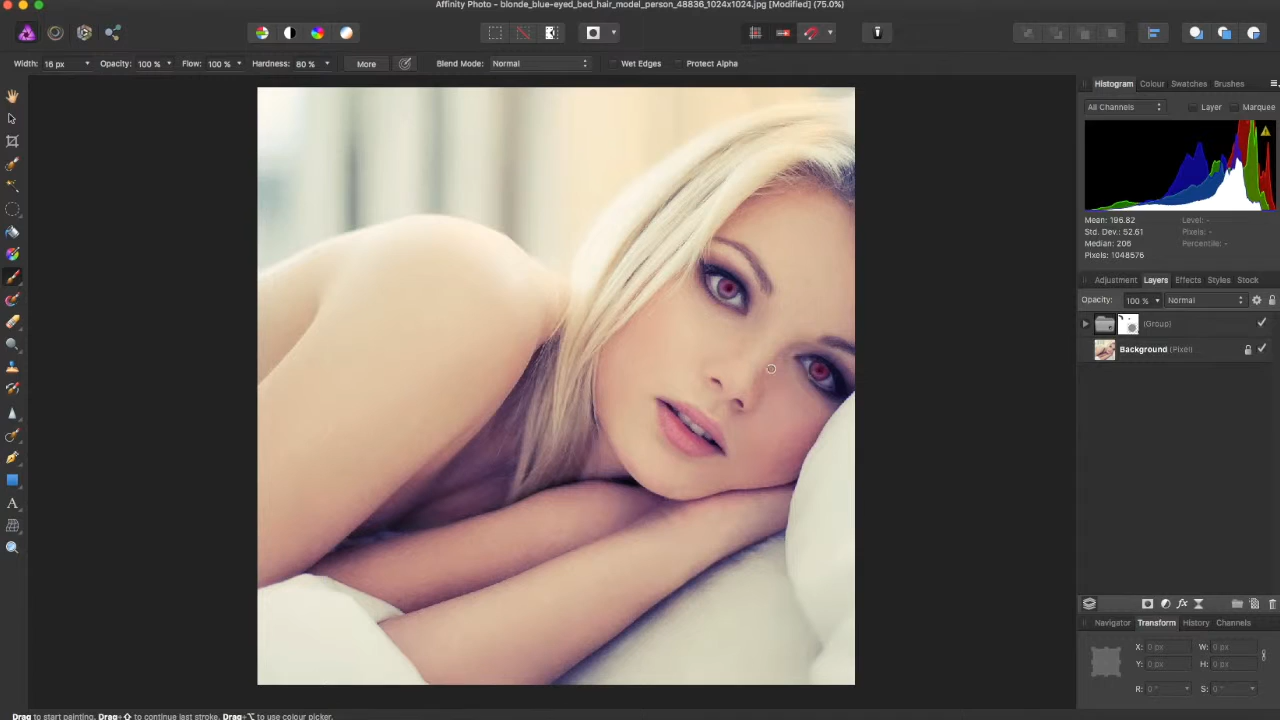 Affinity Photo - blonde_blue-eyed_bed_hair_model_person_48836_1024x1024.jpg [Modified] (75.0%)
Width: 16 px Opacity: 100 % Flow: 100 % Hardness: 80 % More Blend Mode: Normal Wet Edges Protect Alpha
Histogram Colour Swatches Brushes
All Channels Layer Marquee
Mean: 196.82 Level: -
Std. Dev.: 52.61 Pixels: -
Median: 206 Percentile: -
Pixels: 1048576
Adjustment Layers Effects Styles Stock
Opacity: 100 % Normal
(Group)
Background (Pixel)
Navigator Transform History Channels
X: 0 px W: 0 px
Y: 0 px H: 0 px
R: 0 ° S: 0 °
Drag to start painting. Drag+⇧ to continue last stroke. Drag+⌥ to use colour picker.